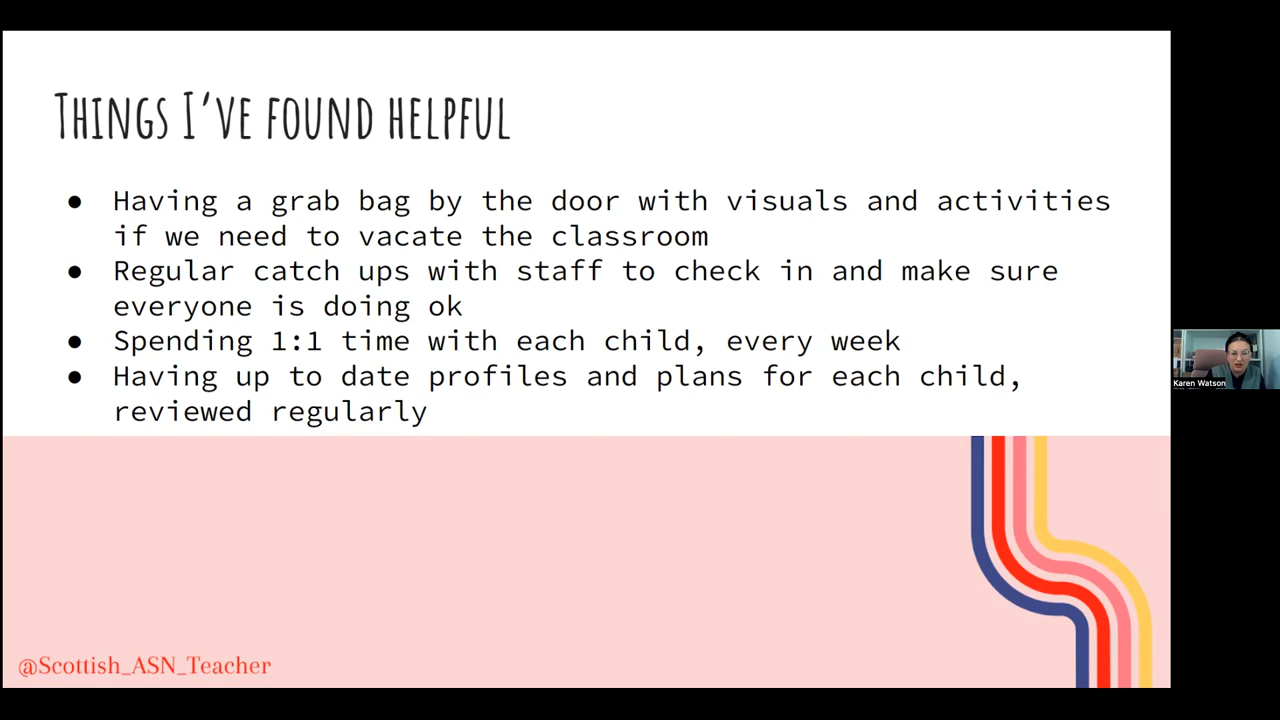 Things I've found helpful
● Having a grab bag by the door with visuals and activities
if we need to vacate the classroom
● Regular catch ups with staff to check in and make sure
everyone is doing ok
● Spending 1:1 time with each child, every week
● Having up to date profiles and plans for each child,
reviewed regularly
Karen Watson
@Scottish_ASN_Teacher